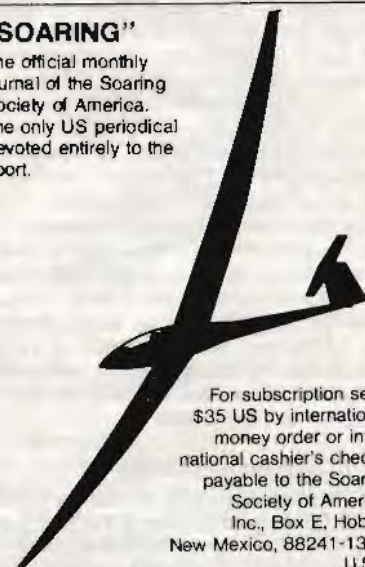 SOARING"
he official monthly
urnal of the Soaring
ociety of America.
he only US periodical
evoted entirely to the
port.
For subscription se
$35 US by internatio
money order or in
national cashier's chec
payable to the Soar
Society of Amer
Inc., Box E, Hob
New Mexico, 88241-13
U.S